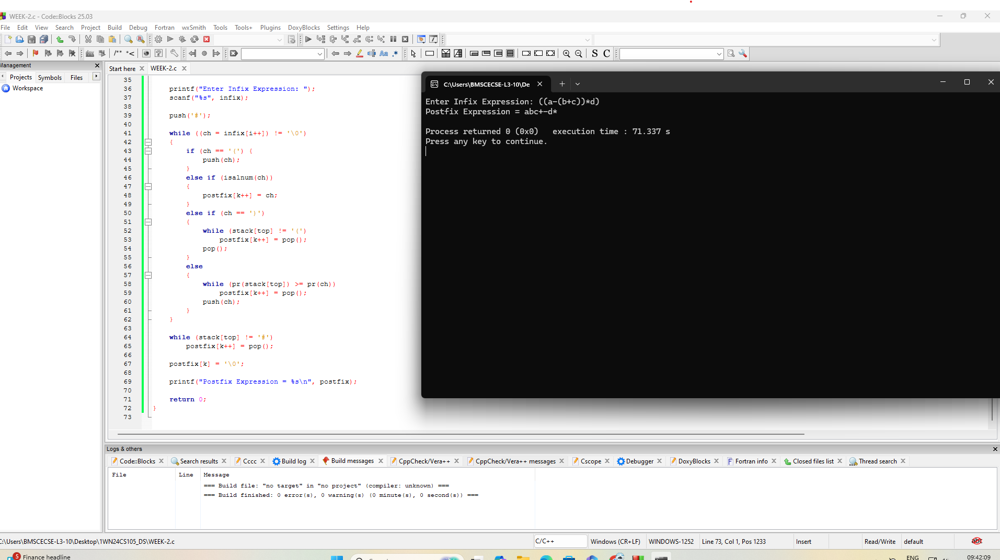 WEEK-2.c - Code::Blocks 25.03
File Edit View Search Project Build Debug Fortran wxSmith Tools Tools+ Plugins DoxyBlocks Settings Help
/** *<
Aa .*
S C
Management
Projects Symbols Files
Workspace
Start here WEEK-2.c
35
36 printf("Enter Infix Expression: ");
37 scanf("%s", infix);
38
39 push('#');
40
41 while ((ch = infix[i++]) != '\0')
42 {
43 if (ch == '(') {
44 push(ch);
45 }
46 else if (isalnum(ch))
47 {
48 postfix[k++] = ch;
49 }
50 else if (ch == ')')
51 {
52 while (stack[top] != '(')
53 postfix[k++] = pop();
54 pop();
55 }
56 else
57 {
58 while (pr(stack[top]) >= pr(ch))
59 postfix[k++] = pop();
60 push(ch);
61 }
62 }
63
64 while (stack[top] != '#')
65 postfix[k++] = pop();
66
67 postfix[k] = '\0';
68
69 printf("Postfix Expression = %s\n", postfix);
70
71 return 0;
72 }
73
C:\Users\BMSCECSE-L3-10\De
Enter Infix Expression: ((a-(b+c))*d)
Postfix Expression = abc+-d*
Process returned 0 (0x0) execution time : 71.337 s
Press any key to continue.
Logs & others
Code::Blocks Search results Cccc Build log Build messages CppCheck/Vera++ CppCheck/Vera++ messages Cscope Debugger DoxyBlocks Fortran info Closed files list Thread search
File Line Message
=== Build file: "no target" in "no project" (compiler: unknown) ===
=== Build finished: 0 error(s), 0 warning(s) (0 minute(s), 0 second(s)) ===
C:\Users\BMSCECSE-L3-10\Desktop\1WN24CS105_DS\WEEK-2.c C/C++ Windows (CR+LF) WINDOWS-1252 Line 73, Col 1, Pos 1233 Insert Read/Write default abc
5 Finance headline
ENG
09:42:09